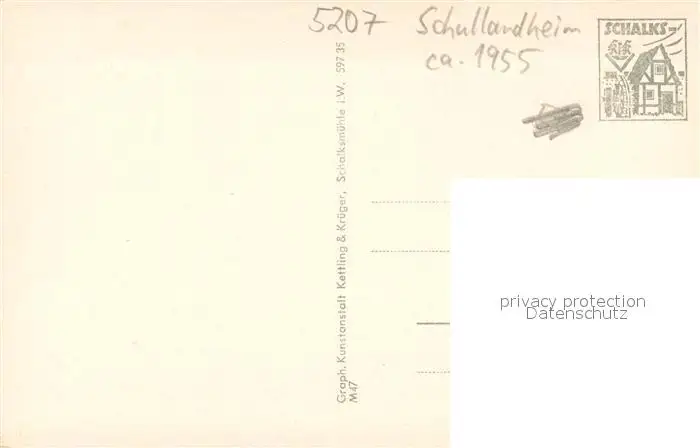 5207 Schullandheim
ca. 1955
SCHALKS
Graph. Kunstanstalt Kettling & Krüger, Schalksmühle i.W. 597 35
M47
privacy protection
Datenschutz